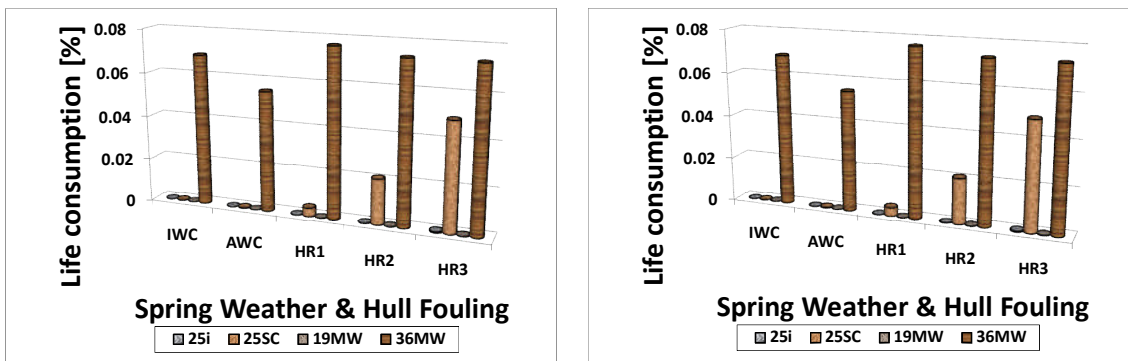 Life consumption [%]
0.08
0.06
0.04
0.02
0
IWC
AWC
HR1
HR2
HR3
Spring Weather & Hull Fouling
25i 25SC 19MW 36MW
Life consumption [%]
0.08
0.06
0.04
0.02
0
IWC
AWC
HR1
HR2
HR3
Spring Weather & Hull Fouling
25i 25SC 19MW 36MW